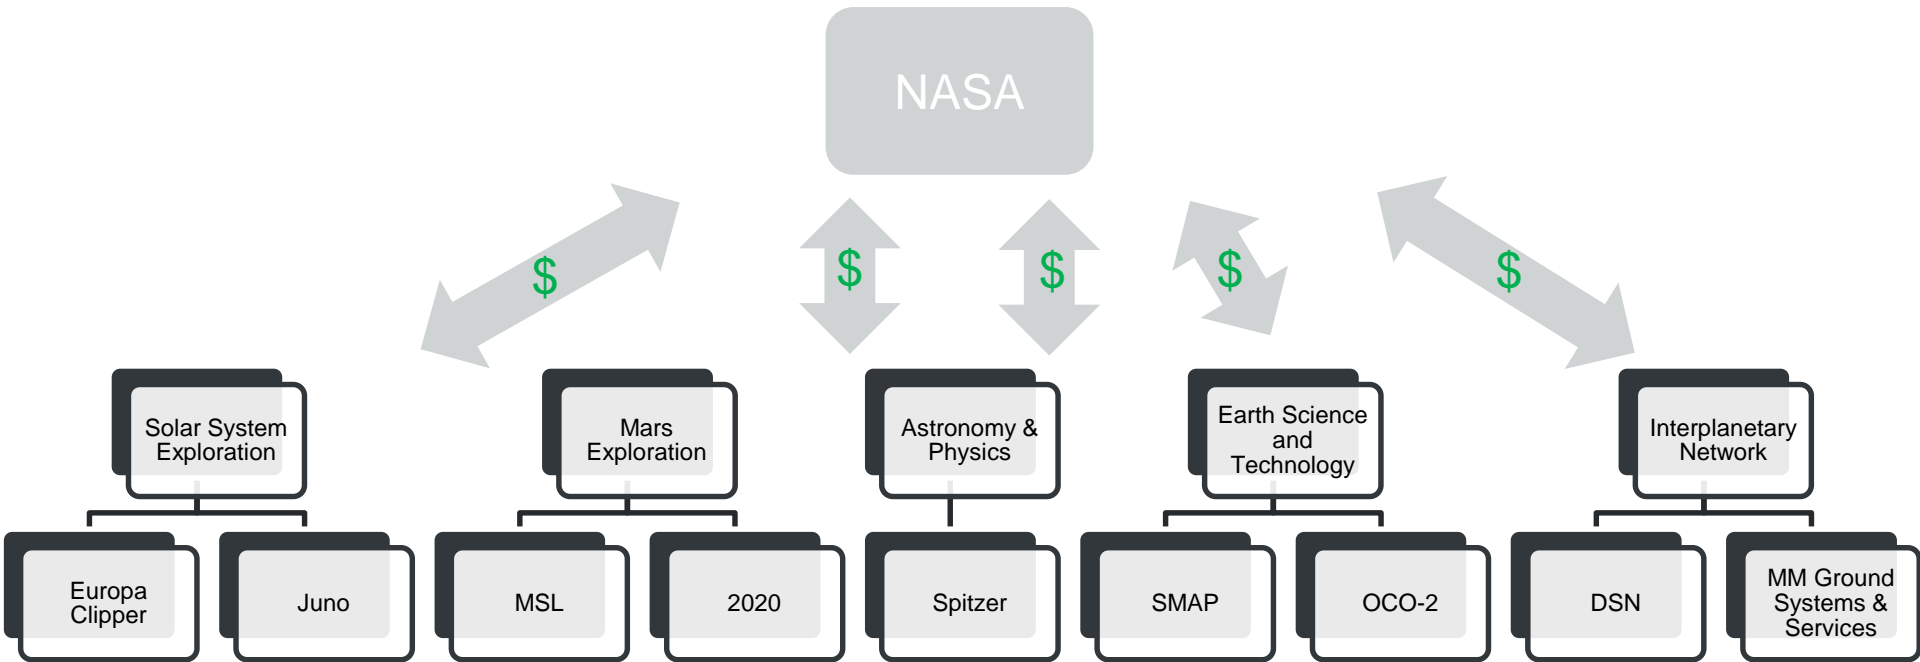 NASA
$
$
$
$
$
Solar System
Exploration
Mars
Exploration
Astronomy &
Physics
Earth Science
and
Technology
Interplanetary
Network
Europa
Clipper
Juno
MSL
2020
Spitzer
SMAP
OCO-2
DSN
MM Ground
Systems &
Services